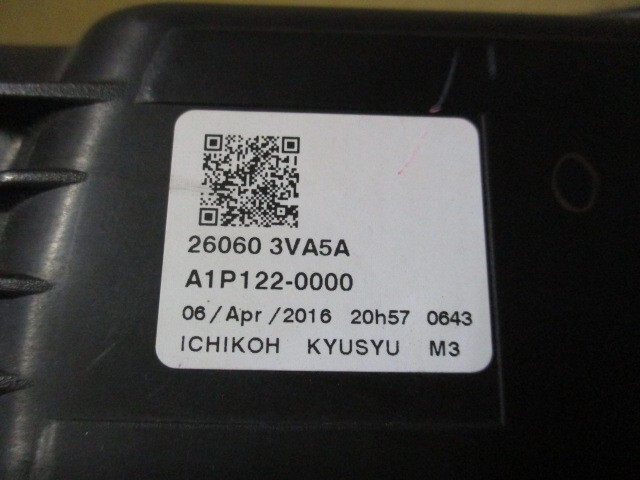 26060 3VA5A
A1P122-0000
06/Apr/2016 20h57 0643
ICHIKOH KYUSYU M3